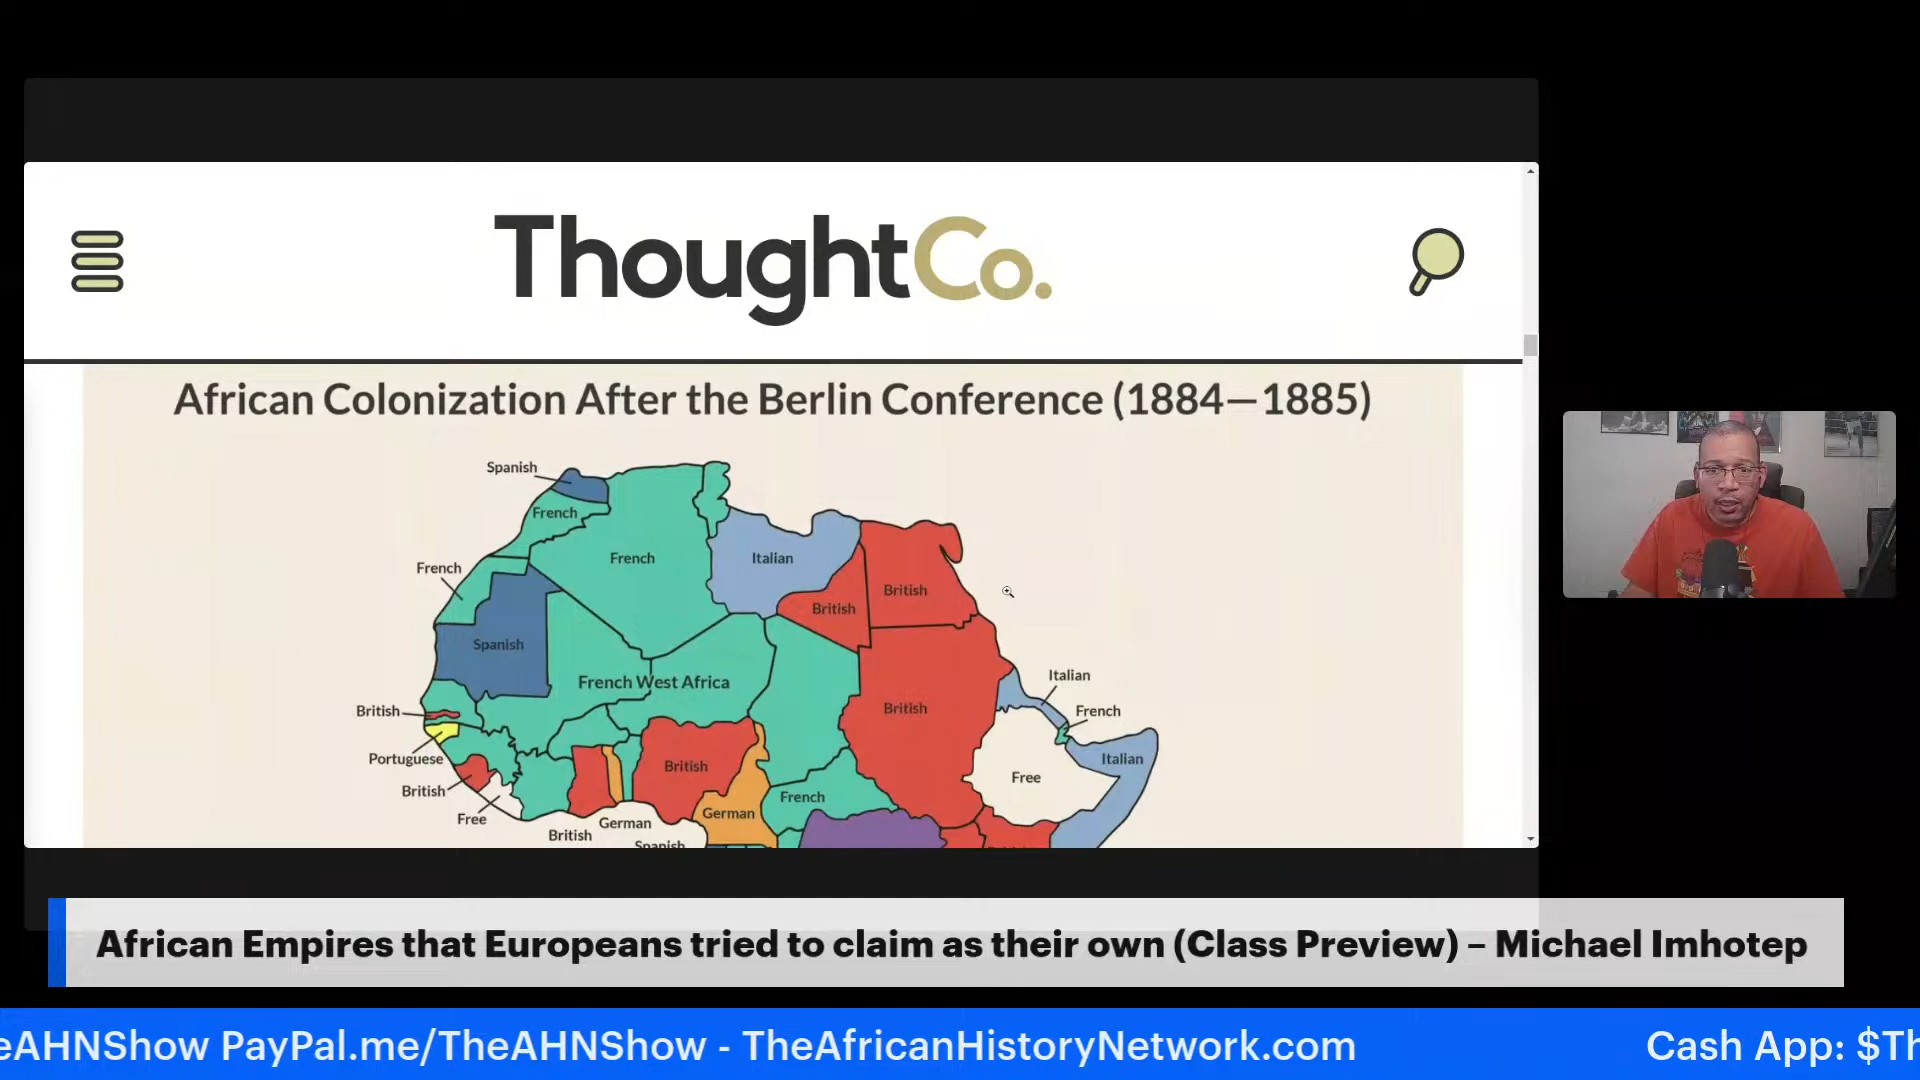 ThoughtCo.
African Colonization After the Berlin Conference (1884—1885)
Spanish
French
French
Italian
French
British
British
Spanish
Italian
French West Africa
British
French
British
Portuguese
Italian
British
Free
British
French
German
Free
German
British
African Empires that Europeans tried to claim as their own (Class Preview) – Michael Imhotep
eAHNShow PayPal.me/TheAHNShow - TheAfricanHistoryNetwork.com
Cash App: $Th